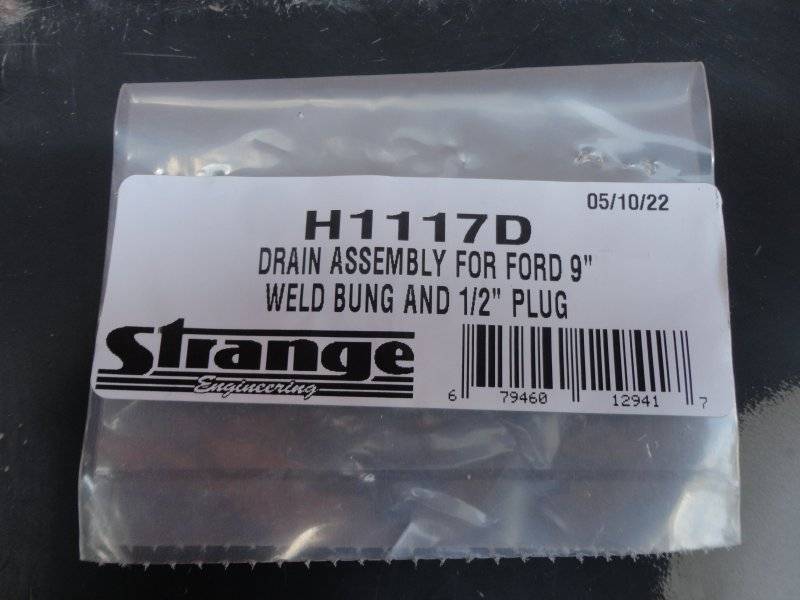 05/10/22
H1117D
DRAIN ASSEMBLY FOR FORD 9"
WELD BUNG AND 1/2" PLUG
Strange
Engineering
6 79460 12941 7